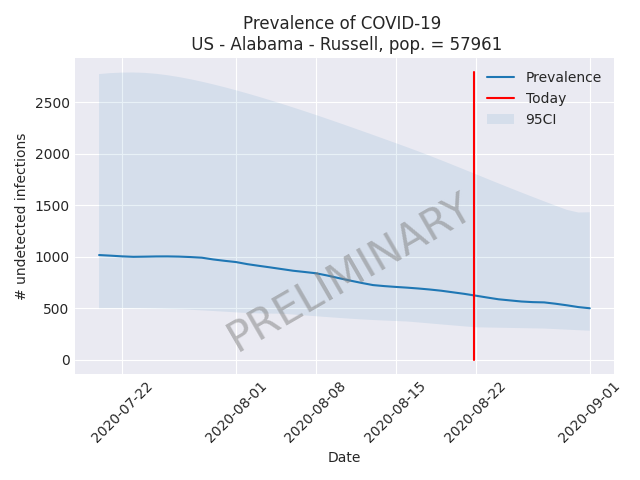 Prevalence of COVID-19
US - Alabama - Russell, pop. = 57961
Prevalence
Today
95CI
# undetected infections
2500
2000
1500
1000
500
0
PRELIMINARY
2020-07-22
2020-08-01
2020-08-08
2020-08-15
2020-08-22
2020-09-01
Date